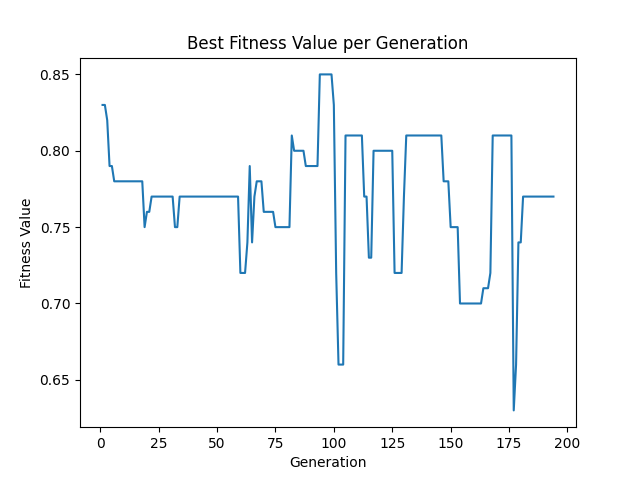 Best Fitness Value per Generation
0.85
0.80
0.75
0.70
0.65
Fitness Value
0 25 50 75 100 125 150 175 200
Generation